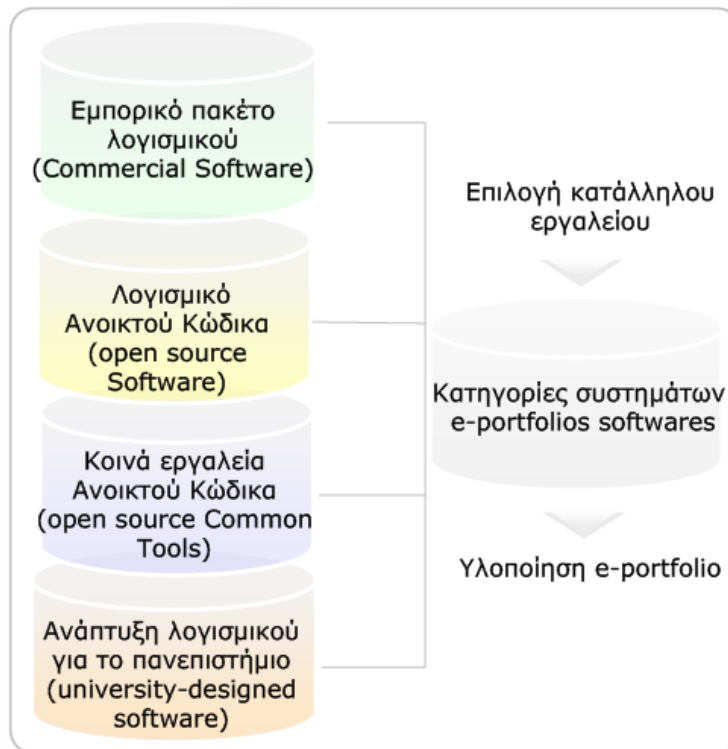 Εμπορικό πακέτο
λογισμικού
(Commercial Software)
Λογισμικό
Ανοικτού Κώδικα
(open source
Software)
Κοινά εργαλεία
Ανοικτού Κώδικα
(open source Common
Tools)
Ανάπτυξη λογισμικού
για το πανεπιστήμιο
(university-designed
software)
Επιλογή κατάλληλου
εργαλείου
Κατηγορίες συστημάτων
e-portfolios softwares
Υλοποίηση e-portfolio